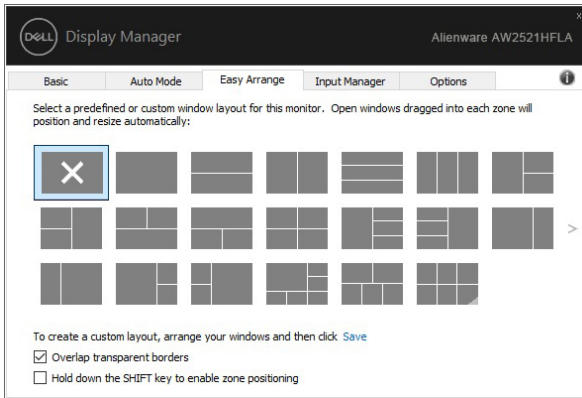 DELL Display Manager Alienware AW2521HFLA
Basic Auto Mode Easy Arrange Input Manager Options
Select a predefined or custom window layout for this monitor. Open windows dragged into each zone will
position and resize automatically:
To create a custom layout, arrange your windows and then click Save
Overlap transparent borders
Hold down the SHIFT key to enable zone positioning